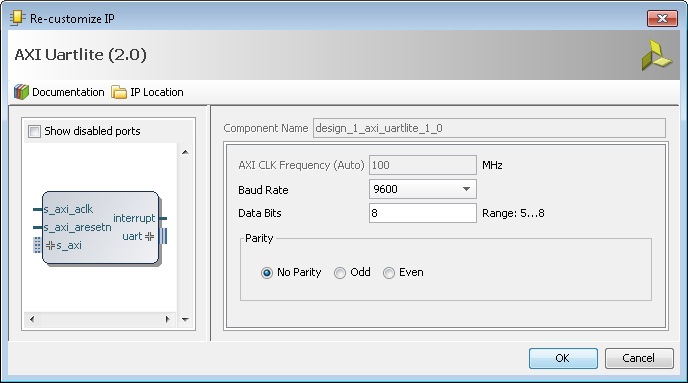 Re-customize IP
AXI Uartlite (2.0)
Documentation IP Location
Show disabled ports
s_axi_aclk
s_axi_aresetn
s_axi
interrupt
uart
Component Name design_1_axi_uartlite_1_0
AXI CLK Frequency (Auto) 100 MHz
Baud Rate 9600
Data Bits 8 Range: 5...8
Parity
No Parity Odd Even
OK Cancel